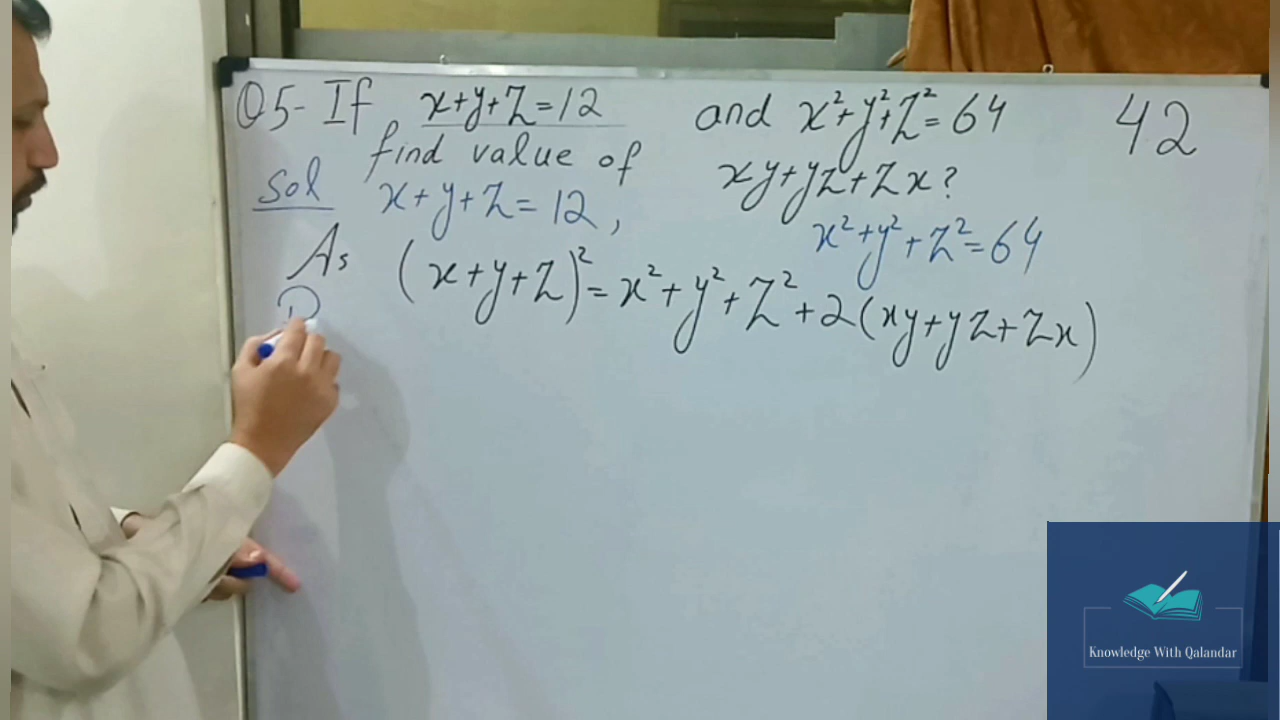 Q5- If x+y+z=12 and x²+y²+z²=64 42
find value of xy+yz+zx?
Sol x+y+z=12, x²+y²+z²=64
As (x+y+z)²=x²+y²+z²+2(xy+yz+zx)
Knowledge With Qalandar